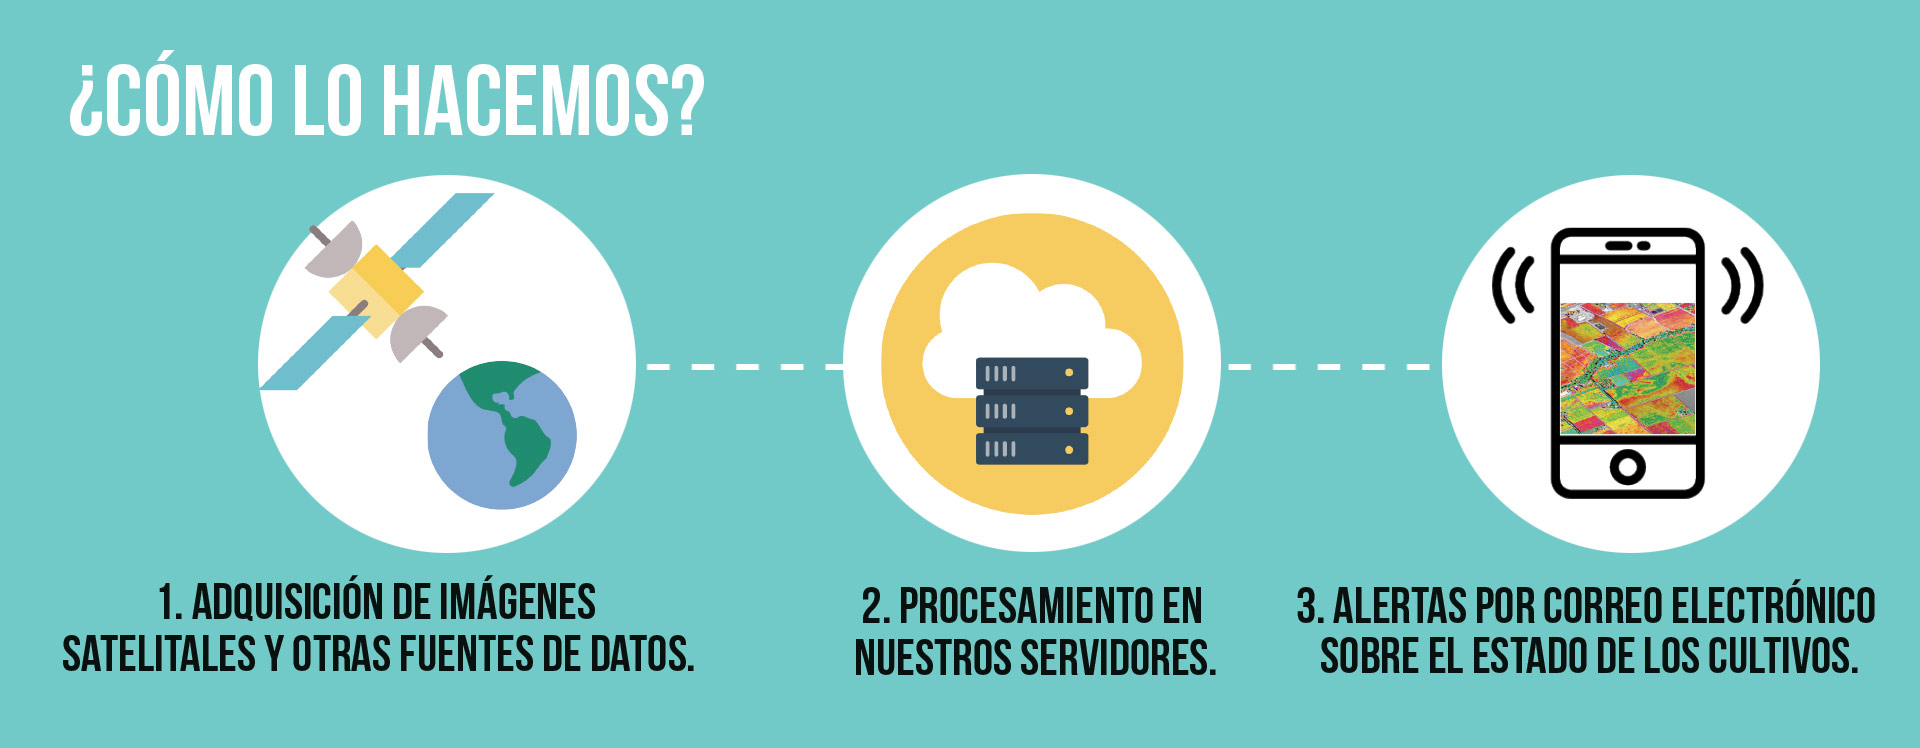 ¿CÓMO LO HACEMOS?
1. ADQUISICIÓN DE IMÁGENES
SATELITALES Y OTRAS FUENTES DE DATOS.
2. PROCESAMIENTO EN
NUESTROS SERVIDORES.
3. ALERTAS POR CORREO ELECTRÓNICO
SOBRE EL ESTADO DE LOS CULTIVOS.